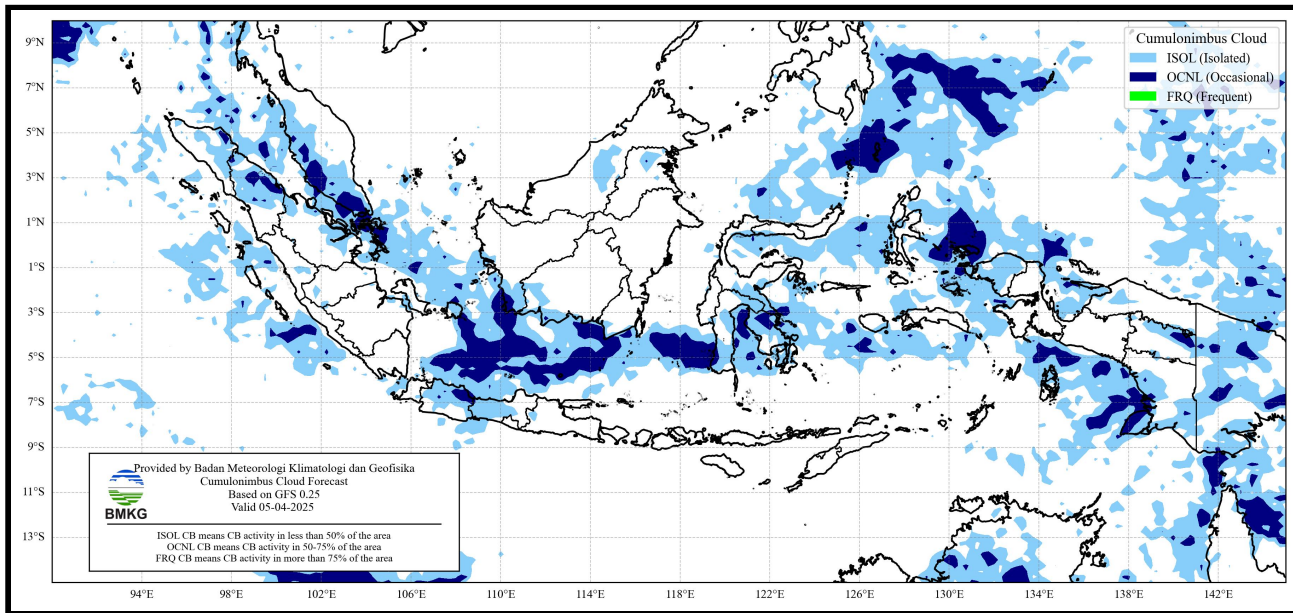 Cumulonimbus Cloud
ISOL (Isolated)
OCNL (Occasional)
FRQ (Frequent)
9°N
7°N
5°N
3°N
1°N
1°S
3°S
5°S
7°S
9°S
11°S
13°S
Provided by Badan Meteorologi Klimatologi dan Geofisika
Cumulonimbus Cloud Forecast
Based on GFS 0.25
Valid 05-04-2025
BMKG
ISOL CB means CB activity in less than 50% of the area
OCNL CB means CB activity in 50-75% of the area
FRQ CB means CB activity in more than 75% of the area
94°E 98°E 102°E 106°E 110°E 114°E 118°E 122°E 126°E 130°E 134°E 138°E 142°E